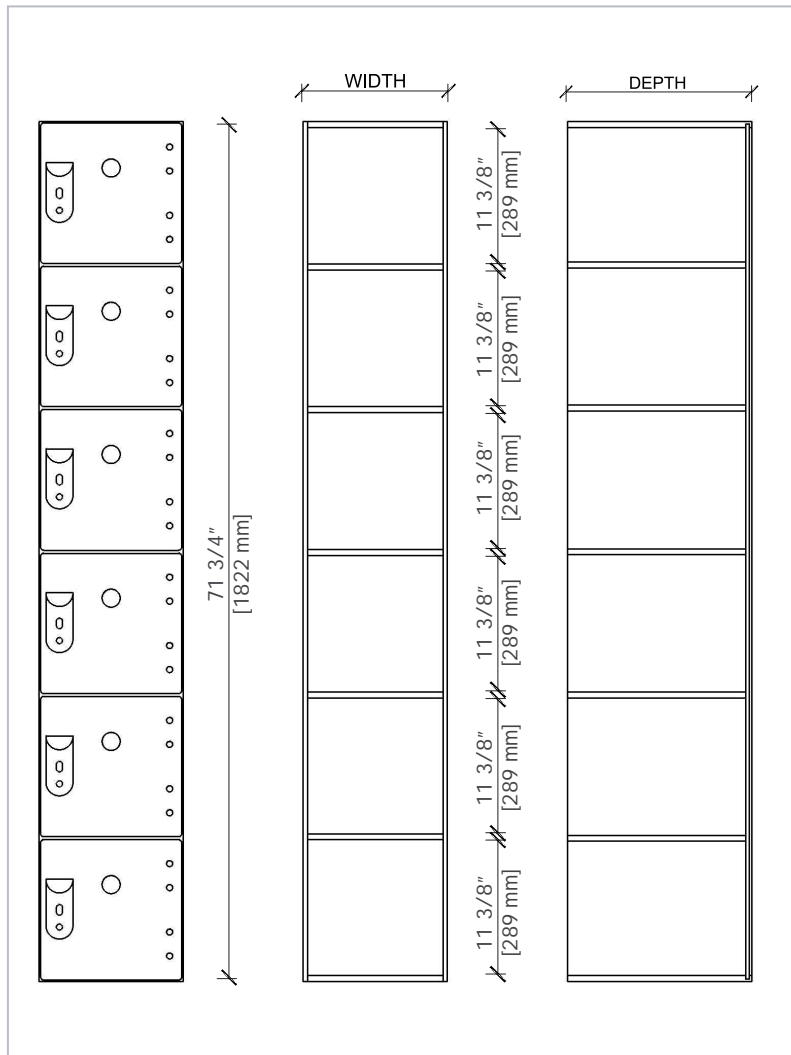 WIDTH
DEPTH
11 3/8"
[289 mm]
11 3/8"
[289 mm]
11 3/8"
[289 mm]
71 3/4"
[1822 mm]
11 3/8"
[289 mm]
11 3/8"
[289 mm]
11 3/8"
[289 mm]